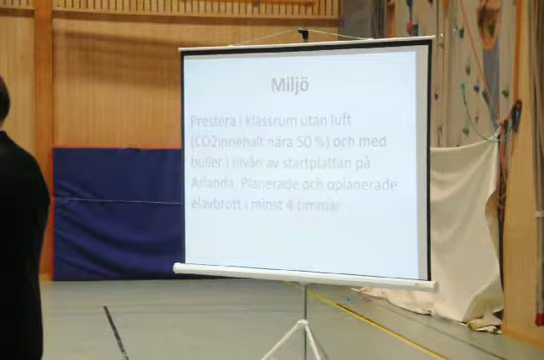 Miljö
Prestera i klassrum utan luft
(CO2innehalt nära 50 %) och med
buller i nivån av startplattan på
Arlanda. Planerade och oplanerade
elavbrott i minst 4 timmar